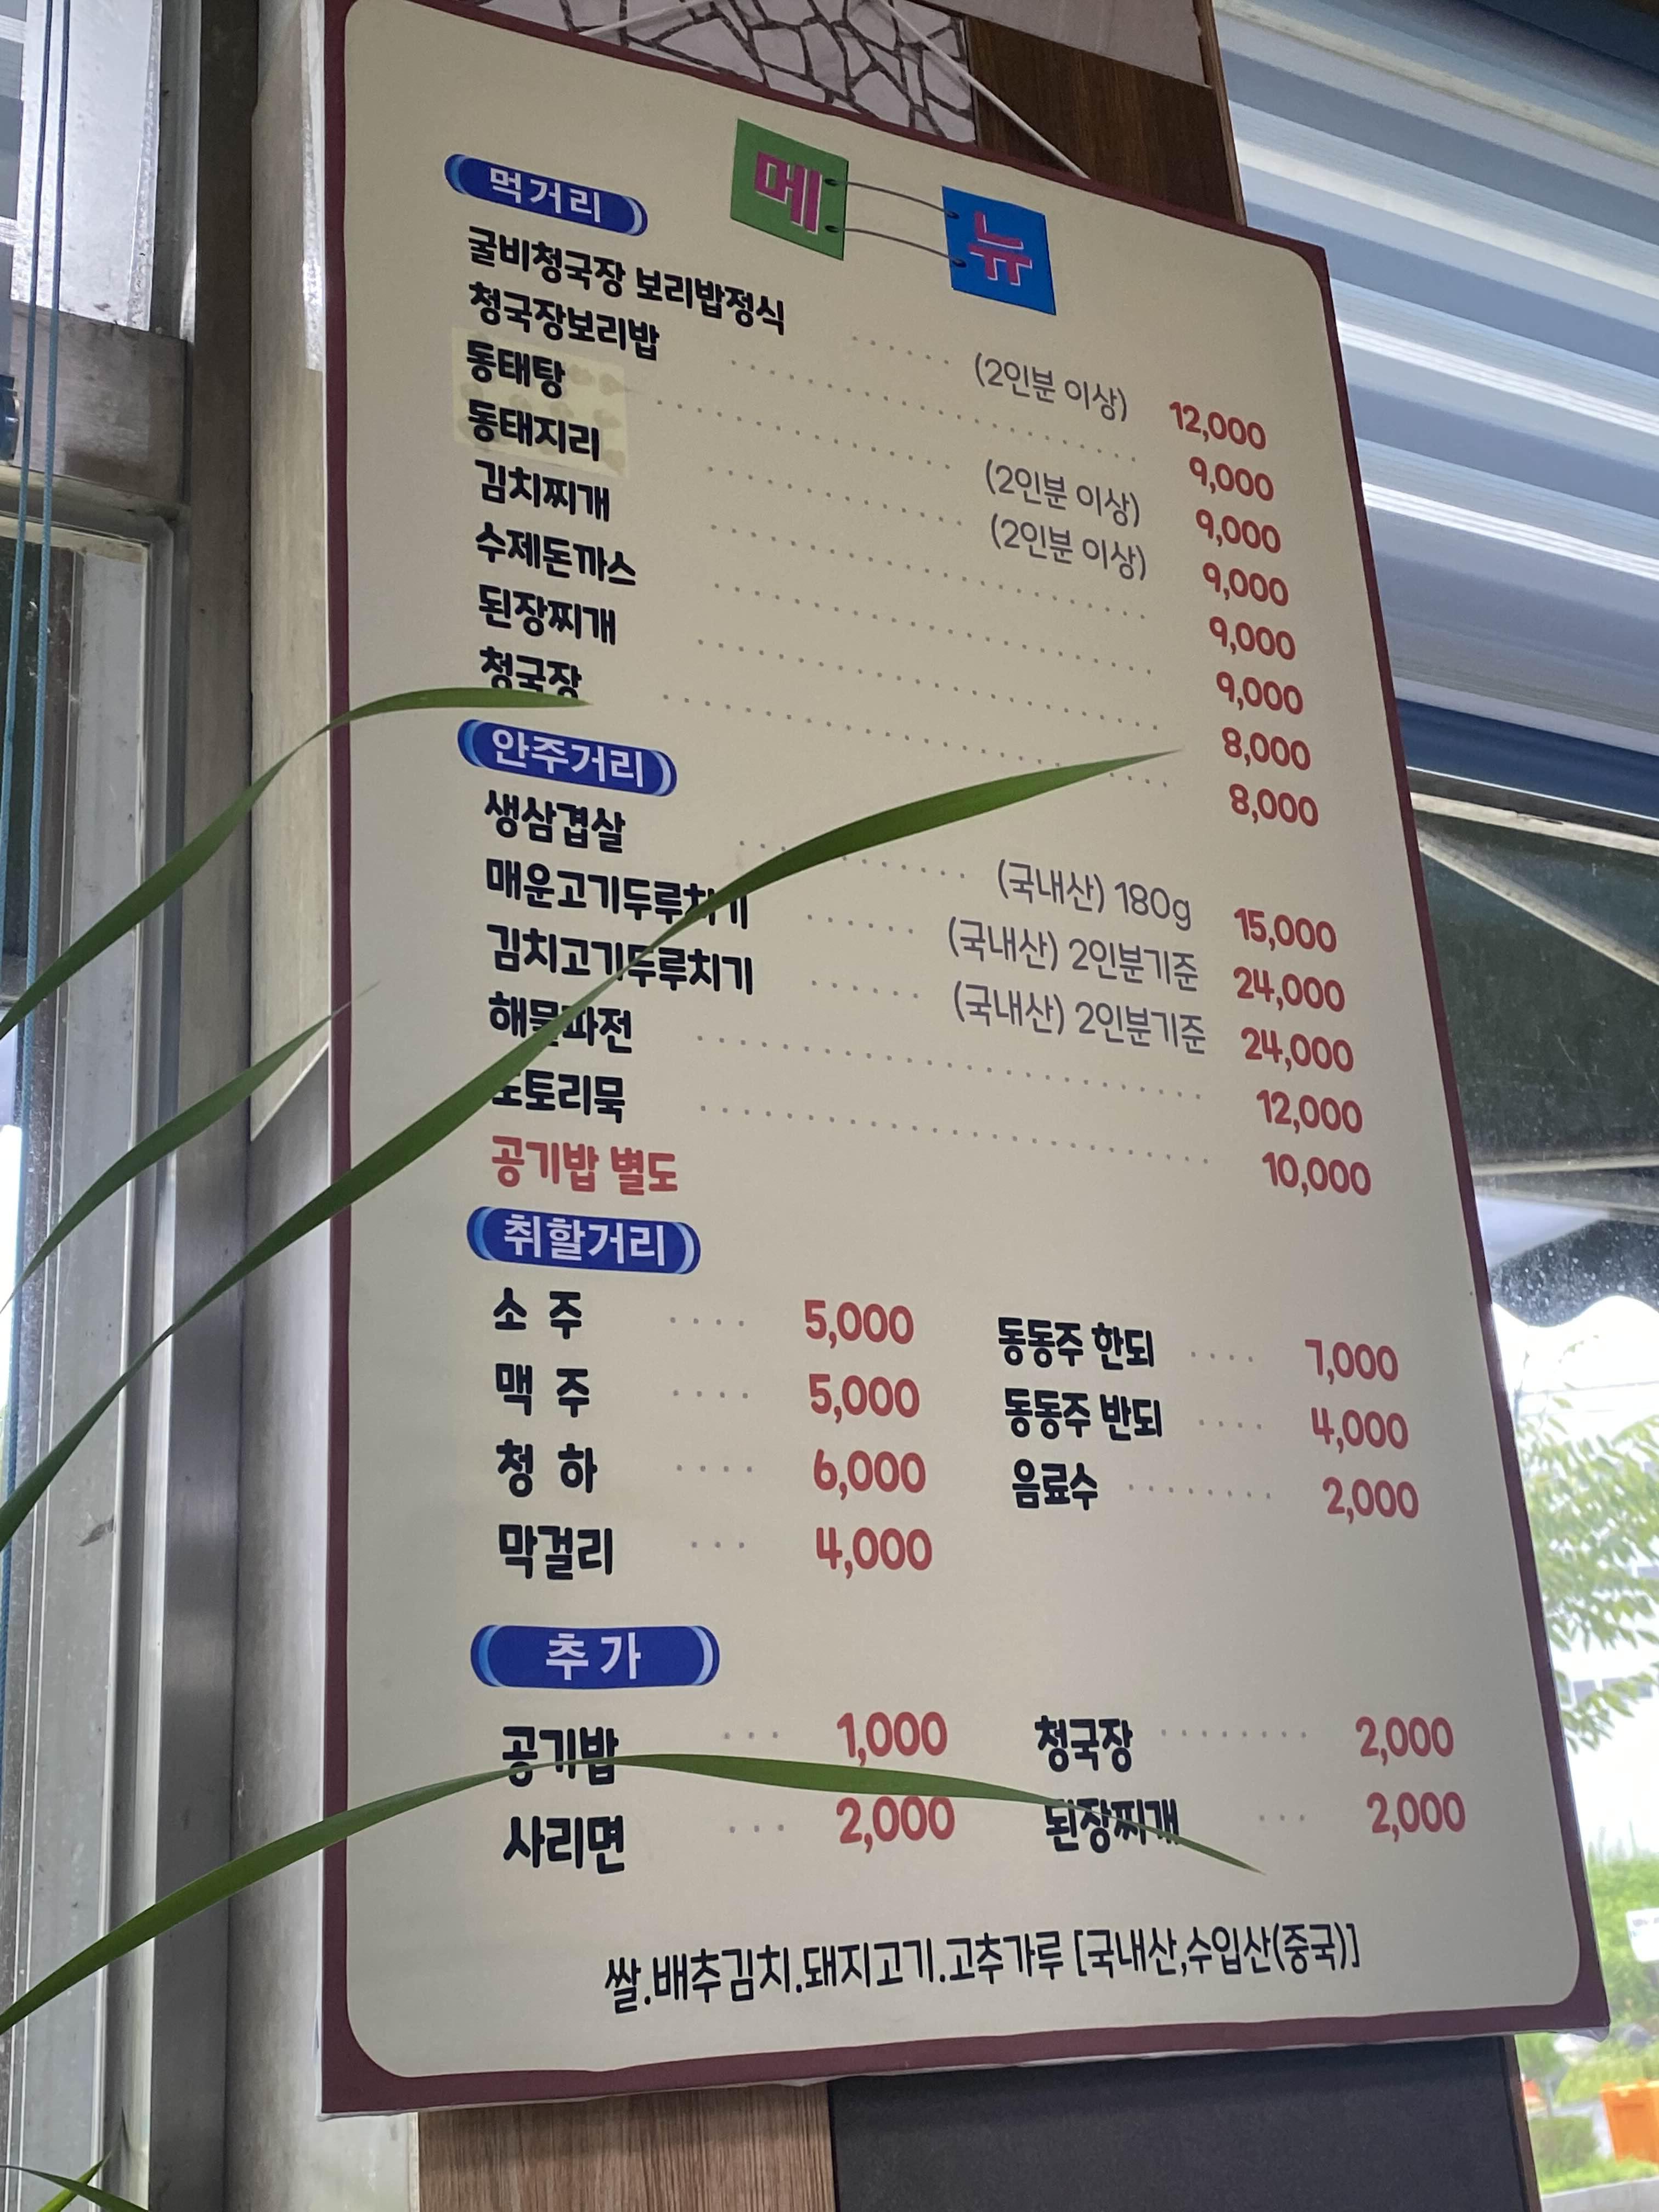 메뉴
먹거리
굴비청국장 보리밥정식 (2인분 이상) 12,000
청국장보리밥 9,000
동태탕 (2인분 이상) 9,000
동태지리 (2인분 이상) 9,000
김치찌개 9,000
수제돈까스 9,000
된장찌개 8,000
청국장 8,000
안주거리
생삼겹살 (국내산) 180g 15,000
매운고기두루치기 (국내산) 2인분기준 24,000
김치고기두루치기 (국내산) 2인분기준 24,000
해물파전 12,000
도토리묵 10,000
공기밥 별도
취할거리
소 주 5,000 동동주 한되 7,000
맥 주 5,000 동동주 반되 4,000
청 하 6,000 음료수 2,000
막걸리 4,000
추가
공기밥 1,000 청국장 2,000
사리면 2,000 된장찌개 2,000
쌀.배추김치.돼지고기.고추가루 [국내산,수입산(중국)]